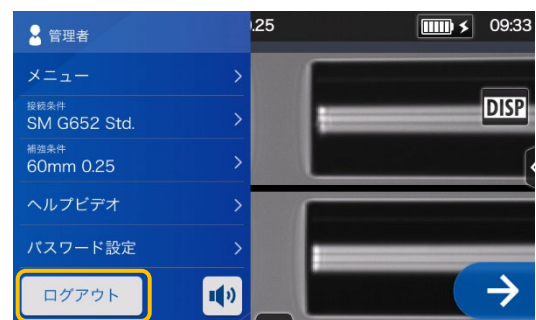 管理者
.25
09:33
メニュー
接続条件
SM G652 Std.
補強条件
60mm 0.25
ヘルプビデオ
パスワード設定
ログアウト
DISP